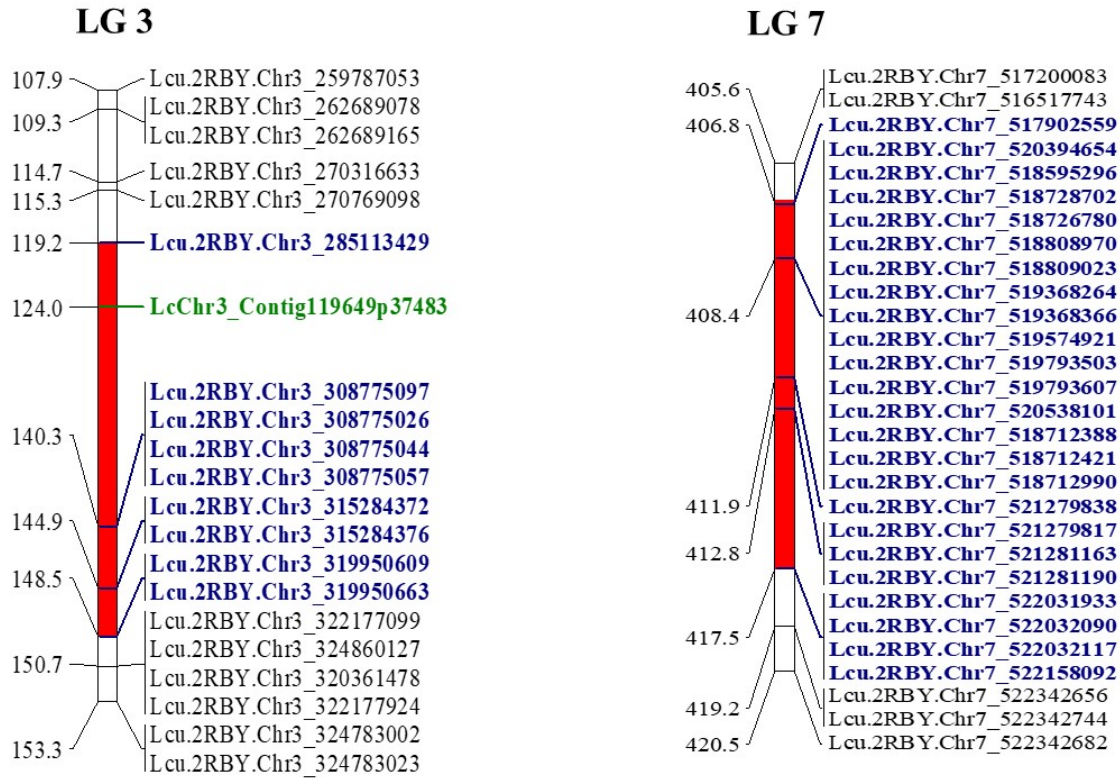 LG 3
107.9
109.3
114.7
115.3
119.2
124.0
140.3
144.9
148.5
150.7
153.3
Lcu.2RBY.Chr3_259787053
Lcu.2RBY.Chr3_262689078
Lcu.2RBY.Chr3_262689165
Lcu.2RBY.Chr3_270316633
Lcu.2RBY.Chr3_270769098
Lcu.2RBY.Chr3_285113429
LcChr3_Contig119649p37483
Lcu.2RBY.Chr3_308775097
Lcu.2RBY.Chr3_308775026
Lcu.2RBY.Chr3_308775044
Lcu.2RBY.Chr3_308775057
Lcu.2RBY.Chr3_315284372
Lcu.2RBY.Chr3_315284376
Lcu.2RBY.Chr3_319950609
Lcu.2RBY.Chr3_319950663
Lcu.2RBY.Chr3_322177099
Lcu.2RBY.Chr3_324860127
Lcu.2RBY.Chr3_320361478
Lcu.2RBY.Chr3_322177924
Lcu.2RBY.Chr3_324783002
Lcu.2RBY.Chr3_324783023
LG 7
405.6
406.8
408.4
411.9
412.8
417.5
419.2
420.5
Lcu.2RBY.Chr7_517200083
Lcu.2RBY.Chr7_516517743
Lcu.2RBY.Chr7_517902559
Lcu.2RBY.Chr7_520394654
Lcu.2RBY.Chr7_518595296
Lcu.2RBY.Chr7_518728702
Lcu.2RBY.Chr7_518726780
Lcu.2RBY.Chr7_518808970
Lcu.2RBY.Chr7_518809023
Lcu.2RBY.Chr7_519368264
Lcu.2RBY.Chr7_519368366
Lcu.2RBY.Chr7_519574921
Lcu.2RBY.Chr7_519793503
Lcu.2RBY.Chr7_519793607
Lcu.2RBY.Chr7_520538101
Lcu.2RBY.Chr7_518712388
Lcu.2RBY.Chr7_518712421
Lcu.2RBY.Chr7_518712990
Lcu.2RBY.Chr7_521279838
Lcu.2RBY.Chr7_521279817
Lcu.2RBY.Chr7_521281163
Lcu.2RBY.Chr7_521281190
Lcu.2RBY.Chr7_522031933
Lcu.2RBY.Chr7_522032090
Lcu.2RBY.Chr7_522032117
Lcu.2RBY.Chr7_522158092
Lcu.2RBY.Chr7_522342656
Lcu.2RBY.Chr7_522342744
Lcu.2RBY.Chr7_522342682